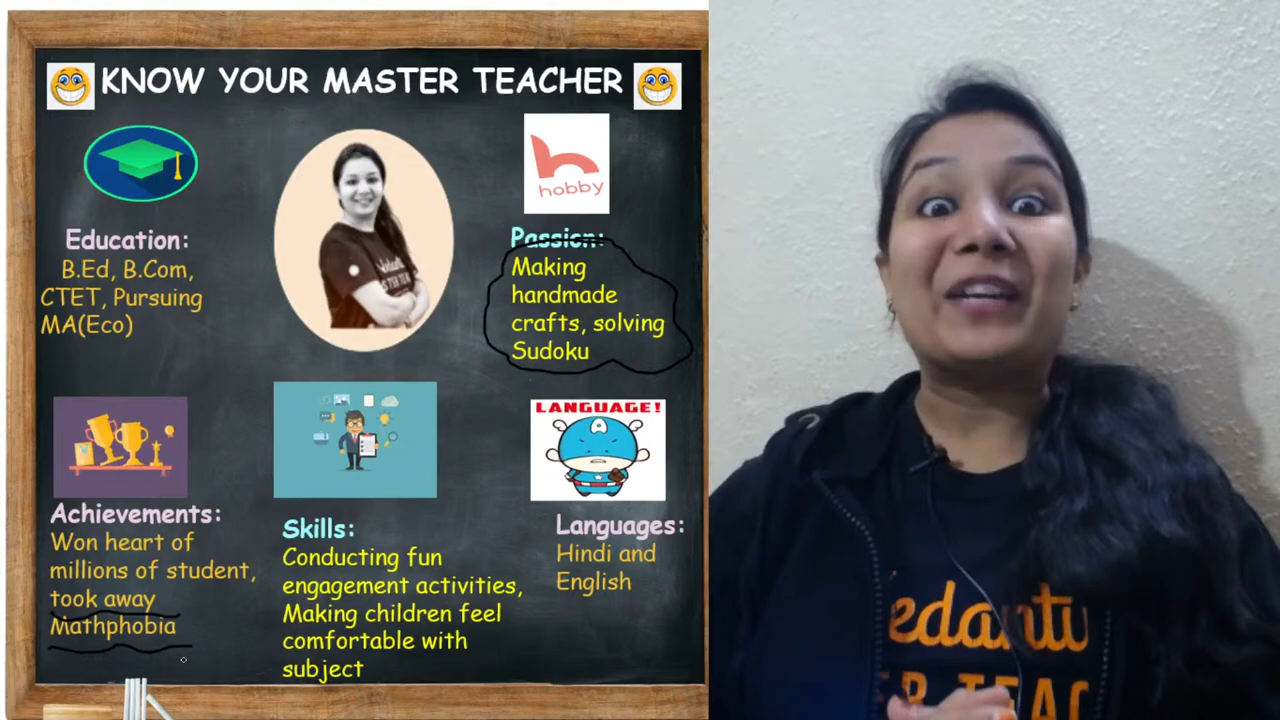 KNOW YOUR MASTER TEACHER
hobby
Education:
B.Ed, B.Com,
CTET, Pursuing
MA(Eco)
Passion:
Making
handmade
crafts, solving
Sudoku
Achievements:
Won heart of
millions of student,
took away
Mathphobia
Skills:
Conducting fun
engagement activities,
Making children feel
comfortable with
subject
LANGUAGE!
A
Languages:
Hindi and
English